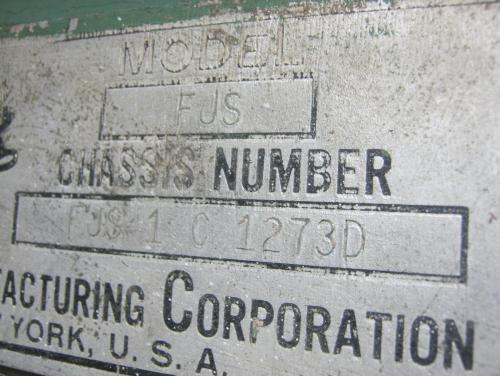 MODEL
FJS
CHASSIS NUMBER
FJS 1 C 1273D
FACTURING CORPORATION
YORK, U. S. A.